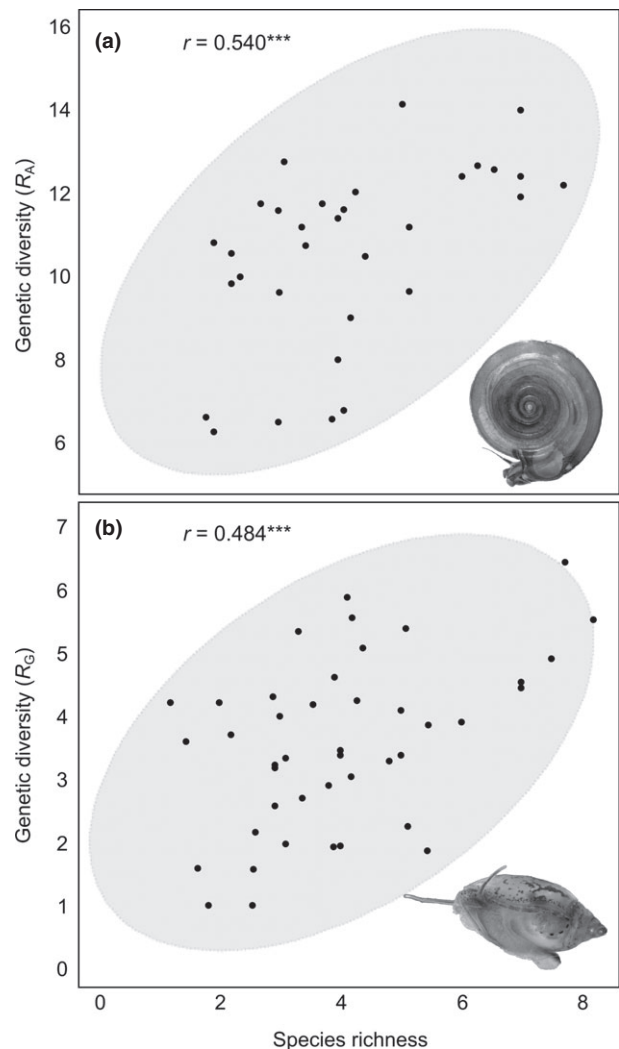 (a)
r = 0.540***
Genetic diversity (RA)
16
14
12
10
8
6
(b)
r = 0.484***
Genetic diversity (RG)
7
6
5
4
3
2
1
0
0 2 4 6 8
Species richness